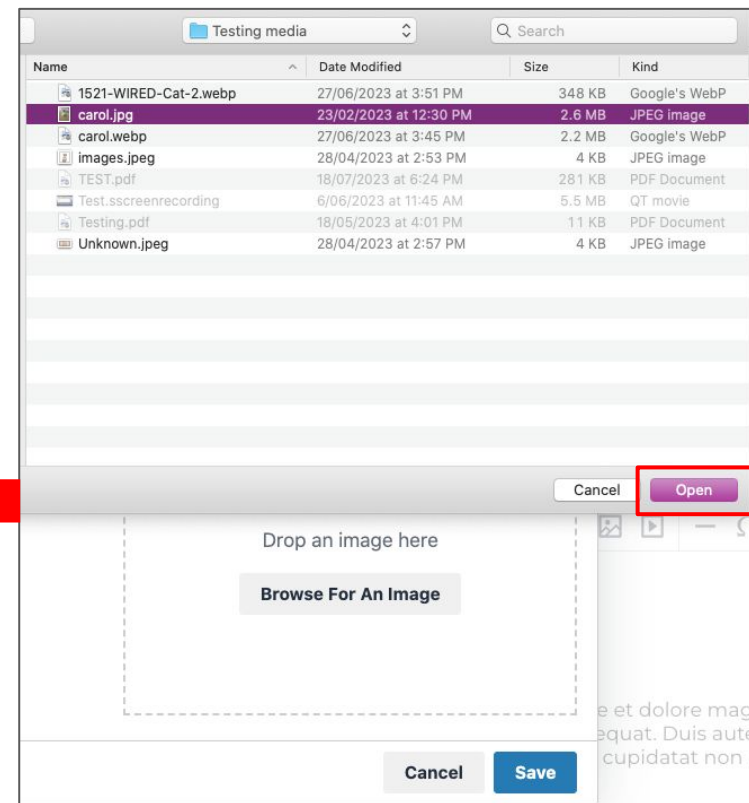 Testing media Search
Name Date Modified Size Kind
1521-WIRED-Cat-2.webp 27/06/2023 at 3:51 PM 348 KB Google's WebP
carol.jpg 23/02/2023 at 12:30 PM 2.6 MB JPEG image
carol.webp 27/06/2023 at 3:45 PM 2.2 MB Google's WebP
images.jpeg 28/04/2023 at 2:53 PM 4 KB JPEG image
TEST.pdf 18/07/2023 at 6:24 PM 281 KB PDF Document
Test.sscreenrecording 6/06/2023 at 11:45 AM 5.5 MB QT movie
Testing.pdf 18/05/2023 at 4:01 PM 11 KB PDF Document
Unknown.jpeg 28/04/2023 at 2:57 PM 4 KB JPEG image
Cancel Open
Drop an image here
Browse For An Image
e et dolore mag
equat. Duis aute
cupidatat non
Cancel Save